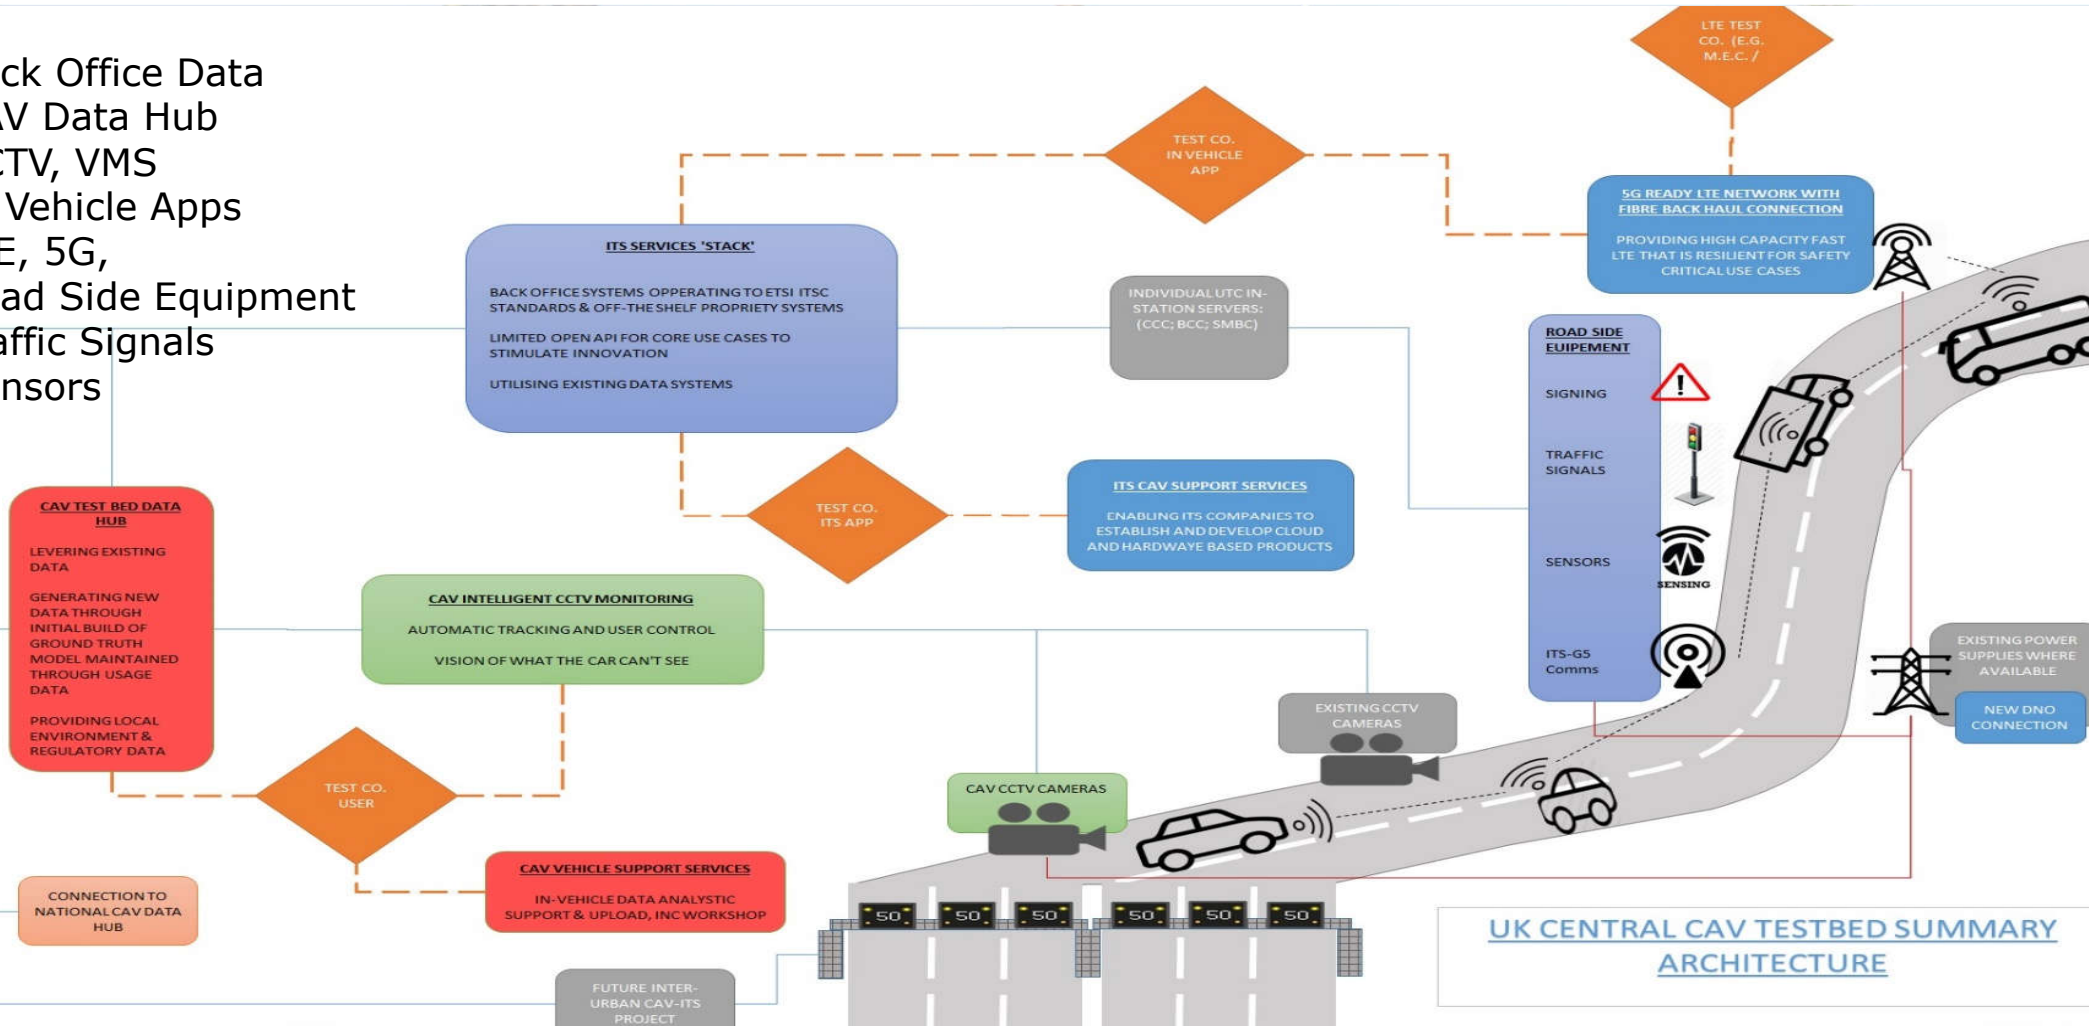 ck Office Data
AV Data Hub
CTV, VMS
Vehicle Apps
E, 5G,
ad Side Equipment
affic Signals
nsors
LTE TEST
CO. (E.G.
M.E.C. /
TEST CO.
IN VEHICLE
APP
5G READY LTE NETWORK WITH
FIBRE BACK HAUL CONNECTION
PROVIDING HIGH CAPACITY FAST
LTE THAT IS RESILIENT FOR SAFETY
CRITICAL USE CASES
ITS SERVICES 'STACK'
BACK OFFICE SYSTEMS OPPERATING TO ETSI ITSC
STANDARDS & OFF-THE SHELF PROPRIETY SYSTEMS
LIMITED OPEN API FOR CORE USE CASES TO
STIMULATE INNOVATION
UTILISING EXISTING DATA SYSTEMS
INDIVIDUAL UTC IN-
STATION SERVERS:
(CCC; BCC; SMBC)
ROAD SIDE
EUIPEMENT
SIGNING
TRAFFIC
SIGNALS
SENSORS
SENSING
ITS-G5
Comms
TEST CO.
ITS APP
ITS CAV SUPPORT SERVICES
ENABLING ITS COMPANIES TO
ESTABLISH AND DEVELOP CLOUD
AND HARDWAYE BASED PRODUCTS
CAV TEST BED DATA
HUB
LEVERING EXISTING
DATA
GENERATING NEW
DATA THROUGH
INITIAL BUILD OF
GROUND TRUTH
MODEL MAINTAINED
THROUGH USAGE
DATA
PROVIDING LOCAL
ENVIRONMENT &
REGULATORY DATA
CAV INTELLIGENT CCTV MONITORING
AUTOMATIC TRACKING AND USER CONTROL
VISION OF WHAT THE CAR CAN'T SEE
EXISTING POWER
SUPPLIES WHERE
AVAILABLE
NEW DNO
CONNECTION
EXISTING CCTV
CAMERAS
CAV CCTV CAMERAS
TEST CO.
USER
CAV VEHICLE SUPPORT SERVICES
IN-VEHICLE DATA ANALYSTIC
SUPPORT & UPLOAD, INC WORKSHOP
CONNECTION TO
NATIONAL CAV DATA
HUB
50 50 50 50 50 50
FUTURE INTER-
URBAN CAV-ITS
PROJECT
UK CENTRAL CAV TESTBED SUMMARY
ARCHITECTURE